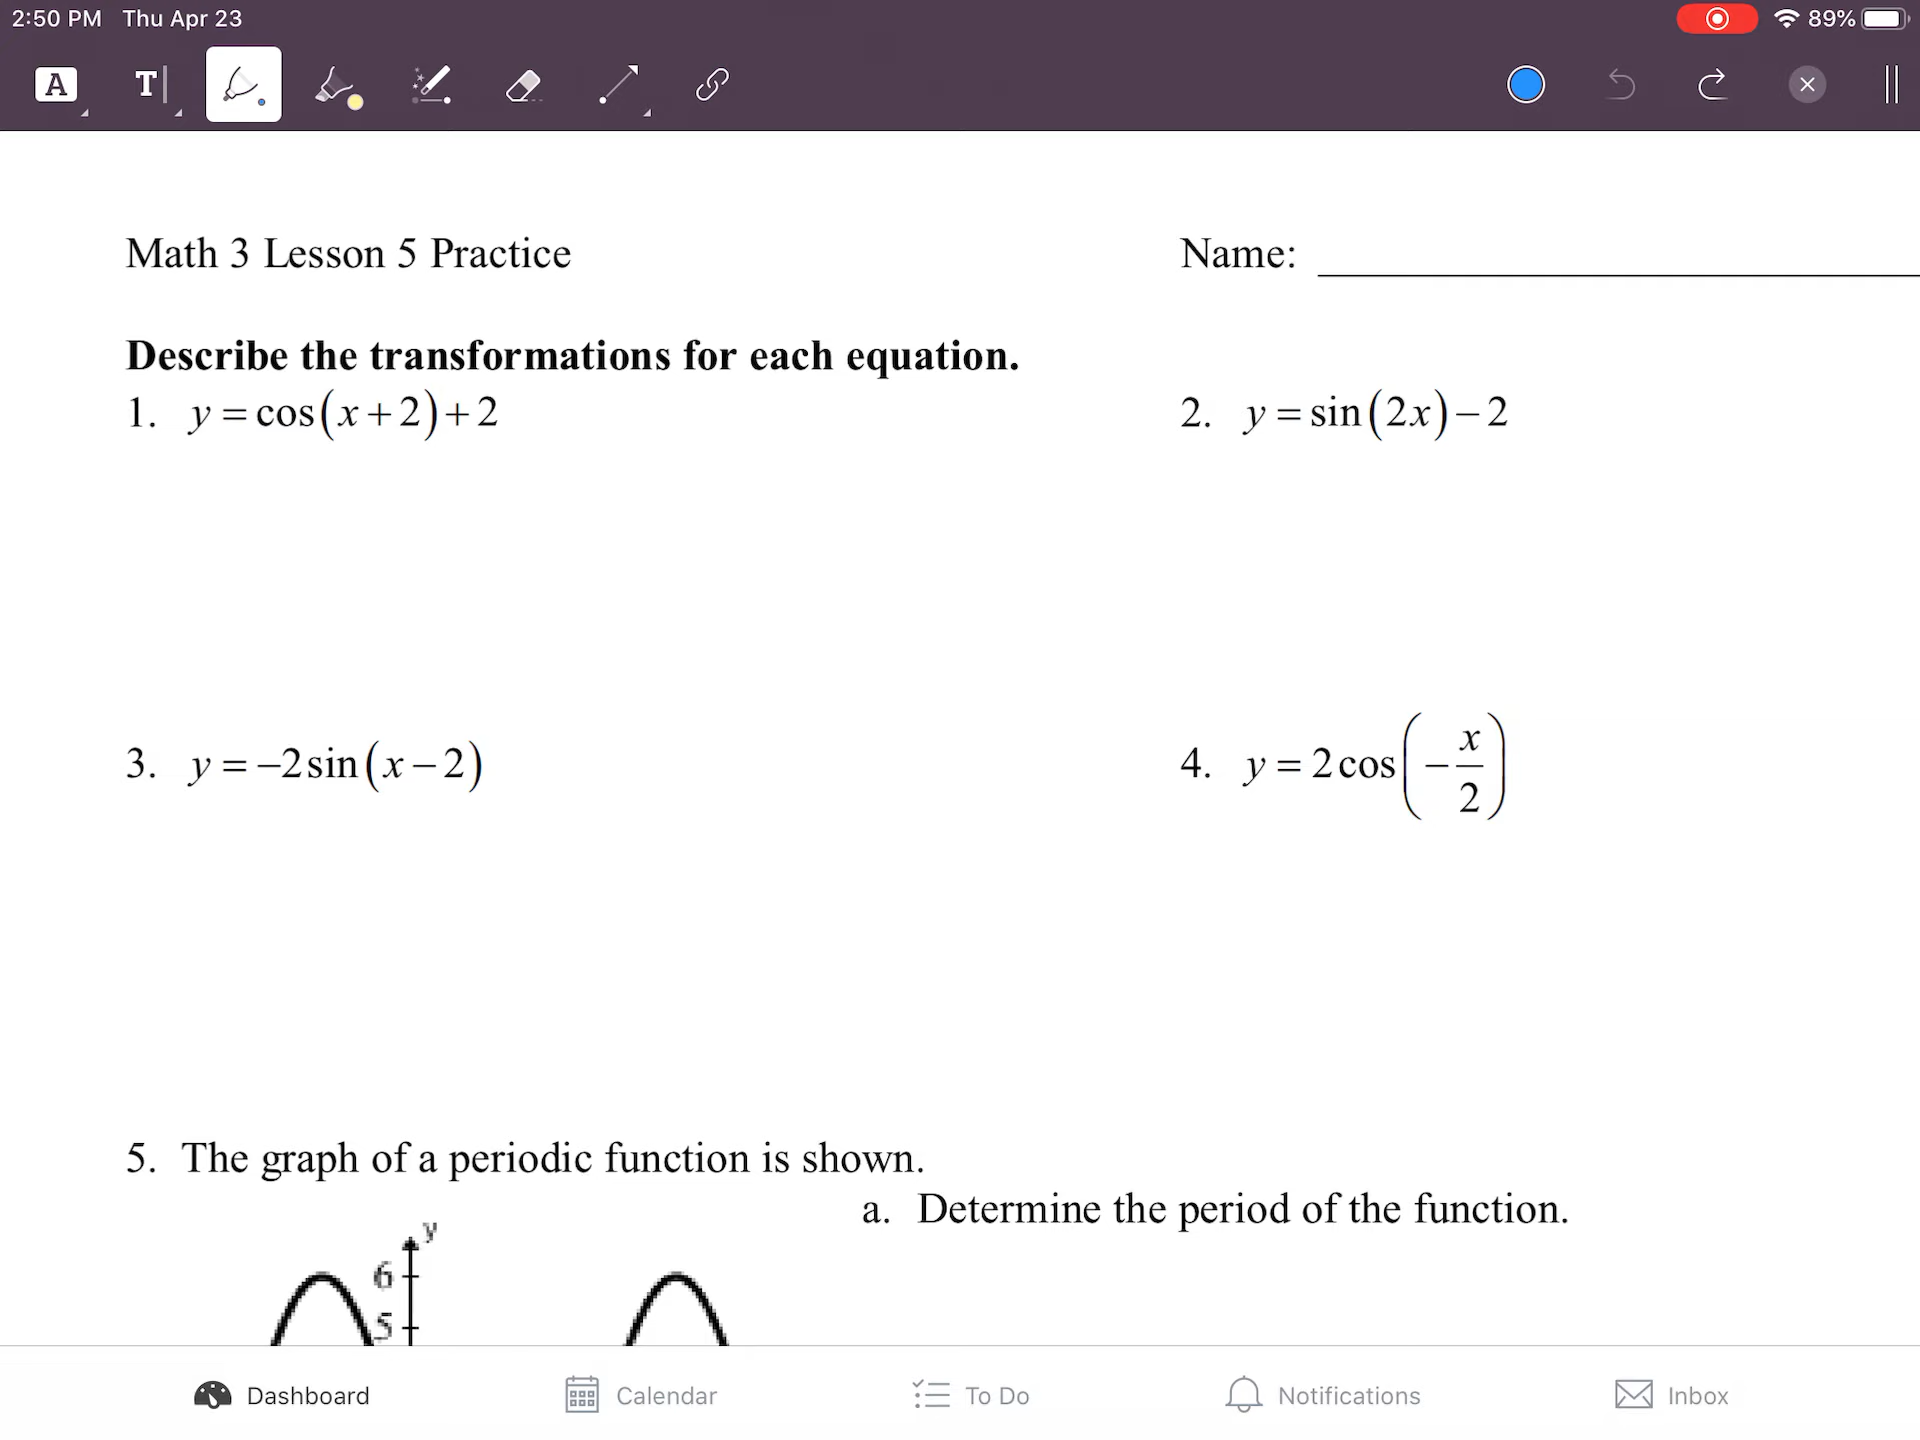 2:50 PM Thu Apr 23
89%
A T
Math 3 Lesson 5 Practice
Name:
Describe the transformations for each equation.
1. y = cos(x+2)+2
2. y = sin(2x)−2
3. y = −2sin(x−2)
4. y = 2cos(−x/2)
5. The graph of a periodic function is shown.
a. Determine the period of the function.
y
6
5
Dashboard Calendar To Do Notifications Inbox